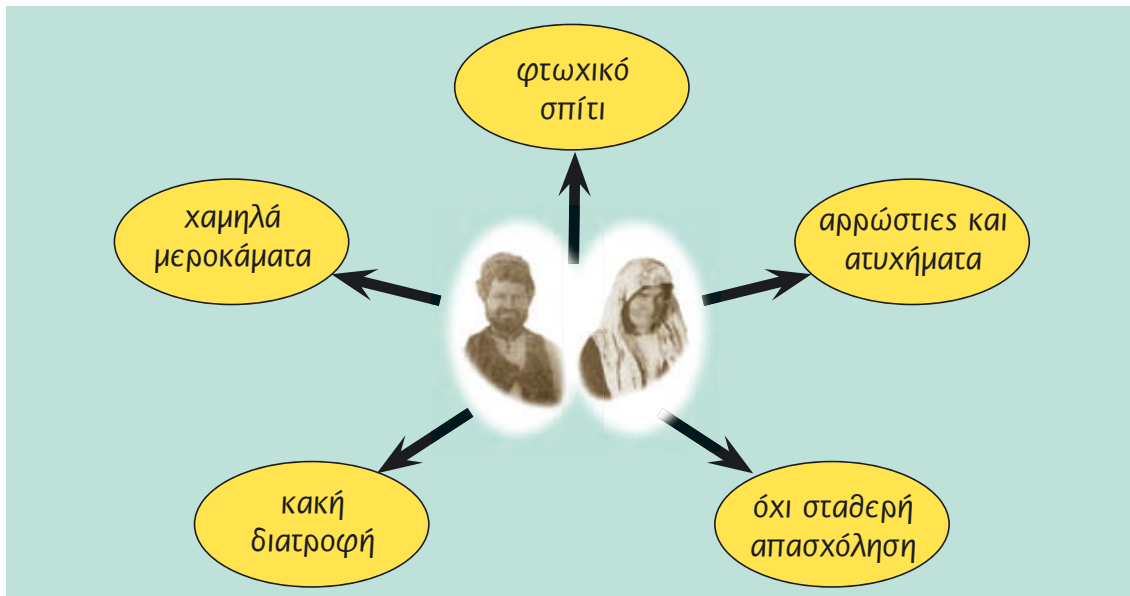 φτωχικό
σπίτι
χαμηλά
μεροκάματα
αρρώστιες και
ατυχήματα
κακή
διατροφή
όχι σταθερή
απασχόληση